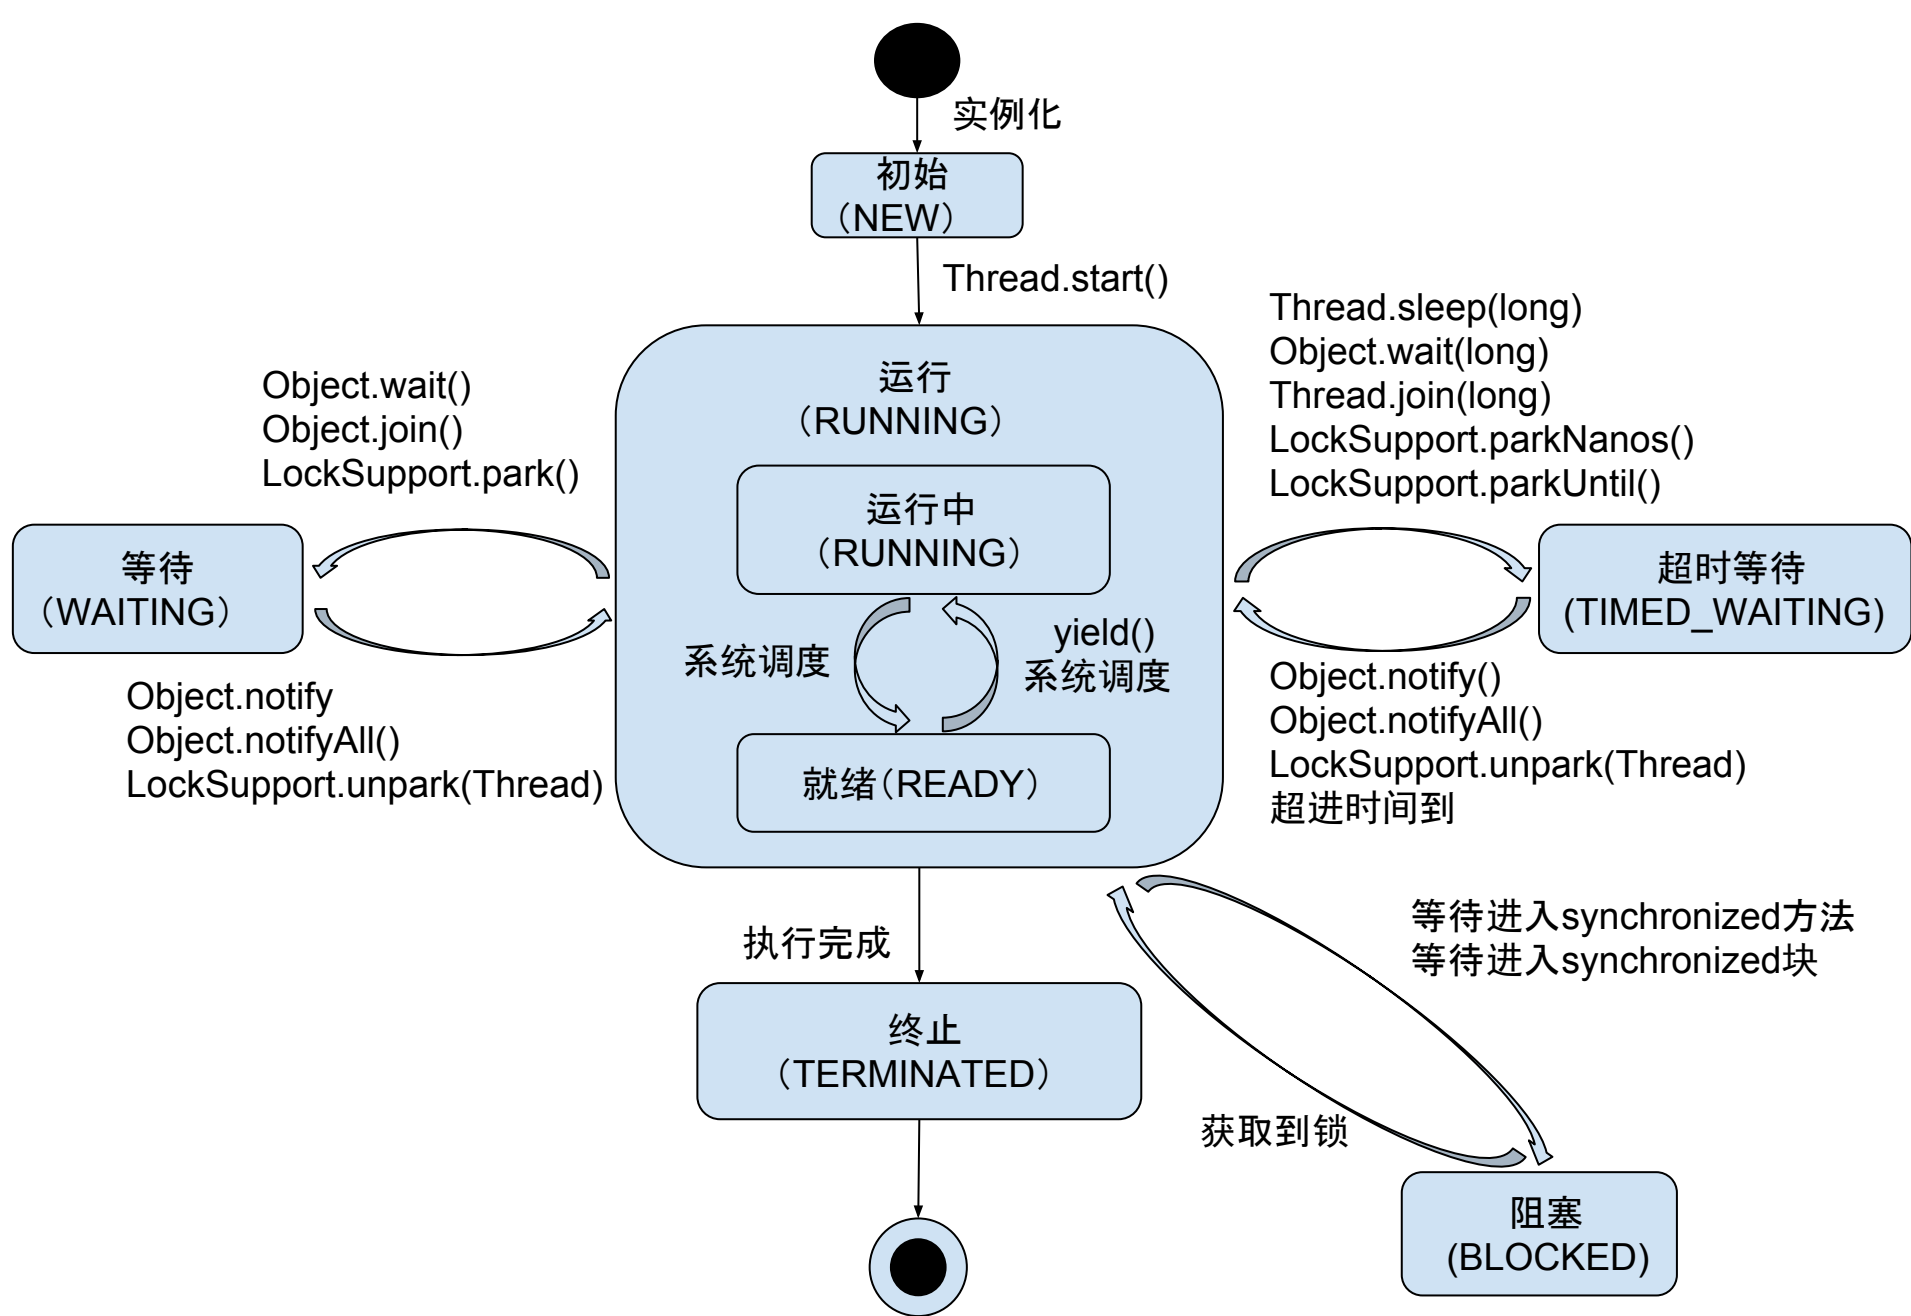 实例化
初始
（NEW）
Thread.start()
Thread.sleep(long)
Object.wait(long)
Thread.join(long)
LockSupport.parkNanos()
LockSupport.parkUntil()
Object.wait()
Object.join()
LockSupport.park()
运行
（RUNNING）
运行中
（RUNNING）
等待
（WAITING）
超时等待
(TIMED_WAITING)
系统调度
yield()
系统调度
Object.notify
Object.notifyAll()
LockSupport.unpark(Thread)
Object.notify()
Object.notifyAll()
LockSupport.unpark(Thread)
超进时间到
就绪（READY）
等待进入synchronized方法
等待进入synchronized块
执行完成
终止
（TERMINATED）
获取到锁
阻塞
(BLOCKED)